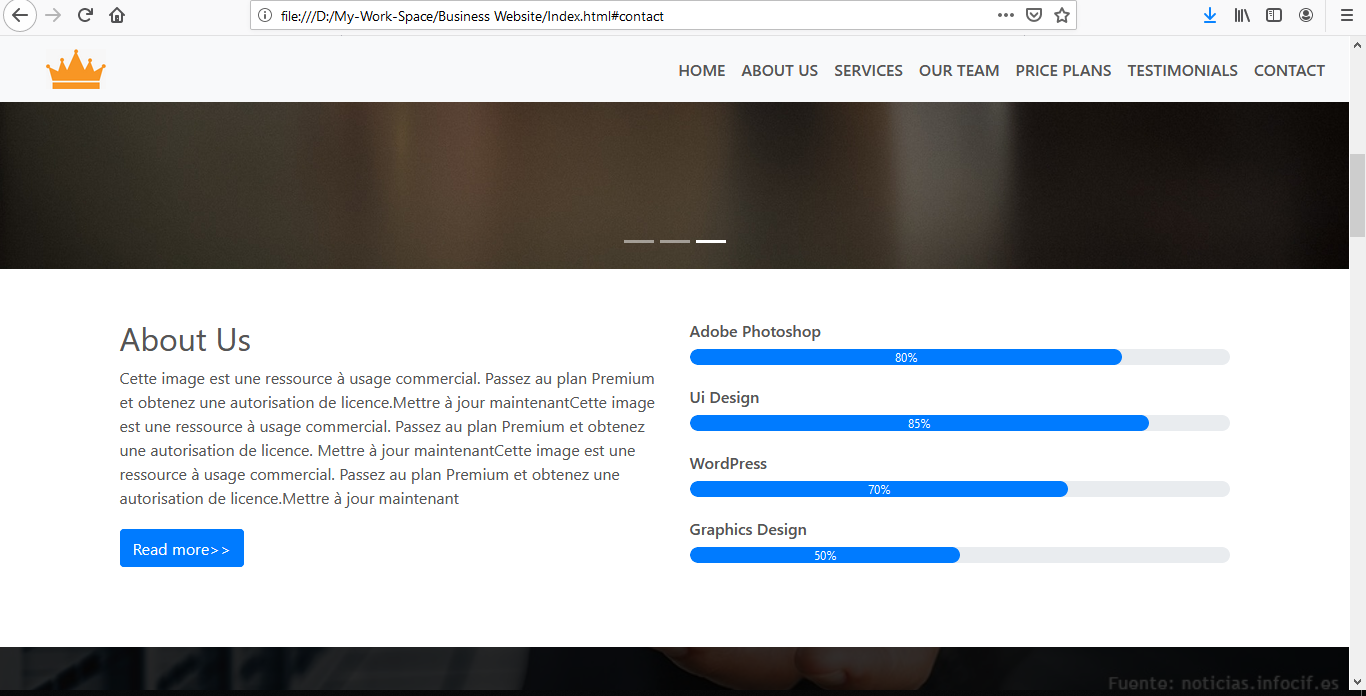 file:///D:/My-Work-Space/Business Website/Index.html#contact
HOME ABOUT US SERVICES OUR TEAM PRICE PLANS TESTIMONIALS CONTACT
About Us
Cette image est une ressource à usage commercial. Passez au plan Premium
et obtenez une autorisation de licence.Mettre à jour maintenantCette image
est une ressource à usage commercial. Passez au plan Premium et obtenez
une autorisation de licence. Mettre à jour maintenantCette image est une
ressource à usage commercial. Passez au plan Premium et obtenez une
autorisation de licence.Mettre à jour maintenant
Read more>>
Adobe Photoshop
80%
Ui Design
85%
WordPress
70%
Graphics Design
50%
Fuente: noticias.infocif.es